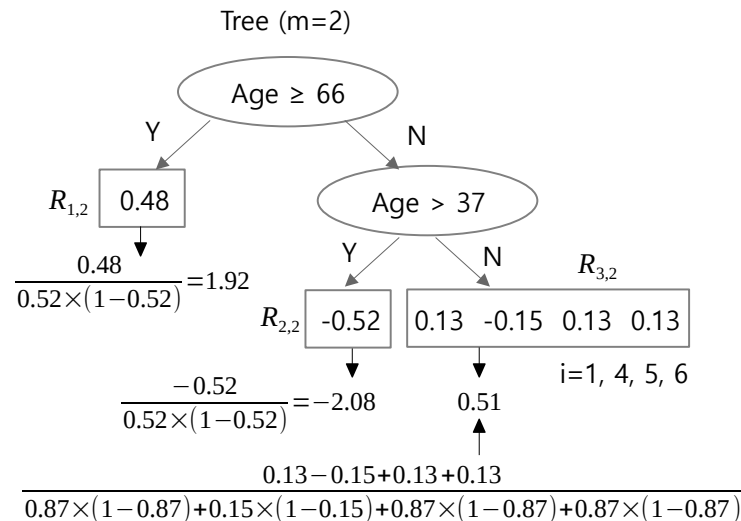 Tree (m=2)
Age ≥ 66
Y N
R1,2 0.48
Age > 37
0.48
0.52×(1−0.52) =1.92
Y N
R3,2
R2,2 -0.52
0.13 -0.15 0.13 0.13
i=1, 4, 5, 6
−0.52
0.52×(1−0.52) =−2.08
0.51
0.13−0.15+0.13+0.13
0.87×(1−0.87)+0.15×(1−0.15)+0.87×(1−0.87)+0.87×(1−0.87)